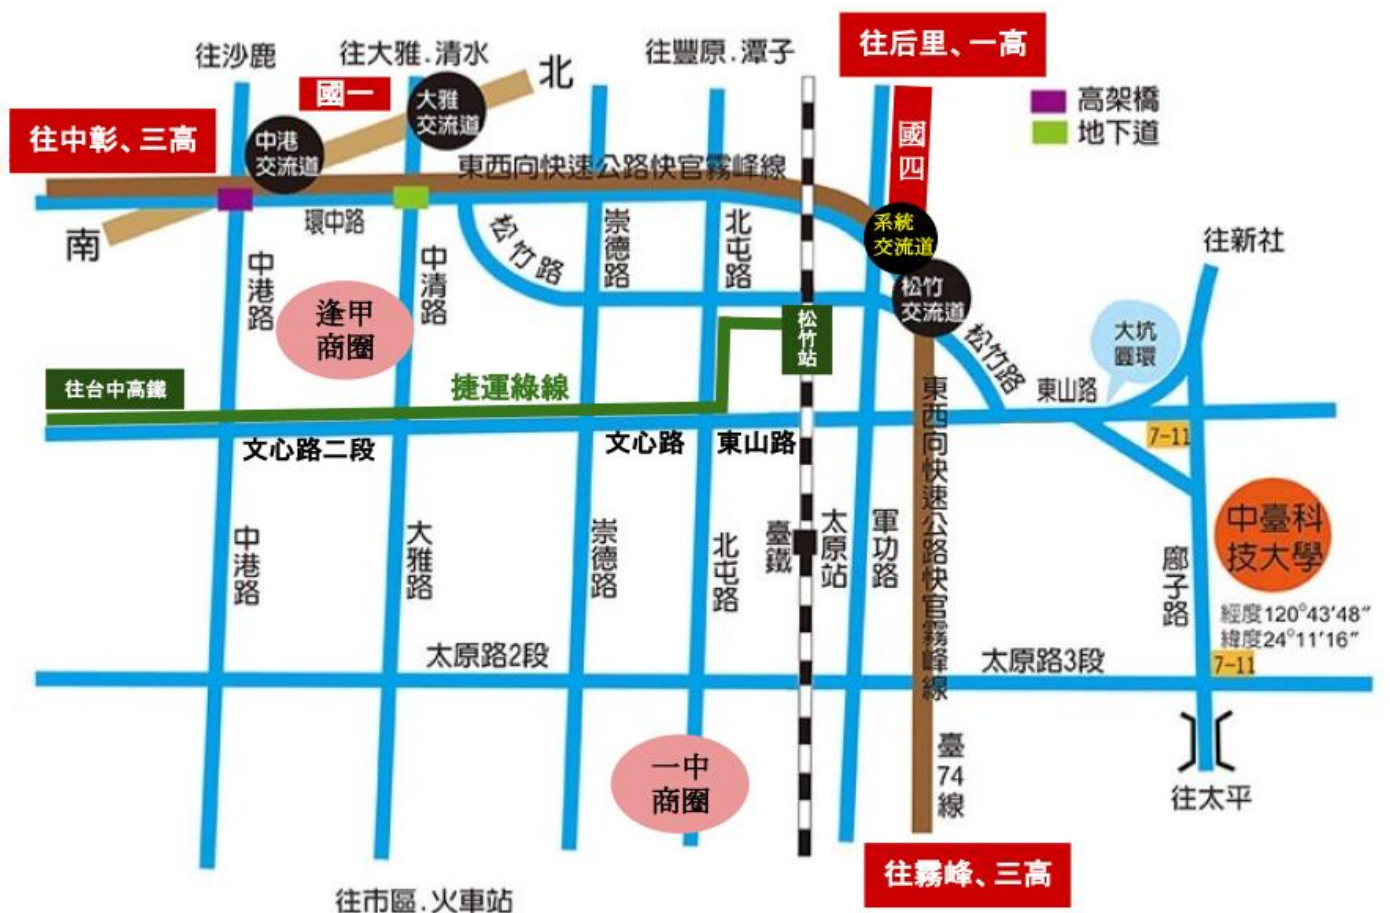 往沙鹿
往大雅.清水
往豐原.潭子
往后里、一高
北
國一
大雅
交流道
高架橋
地下道
往中彰、三高
中港
交流道
國四
東西向快速公路快官霧峰線
系統
交流道
環中路
南
松竹路
崇德路
北屯路
往新社
中港路
中清路
逢甲
商圈
松竹
交流道
松竹站
大坑
圓環
松竹路
往台中高鐵
捷運綠線
東山路
文心路二段
文心路
東山路
7-11
東西向快速公路快官霧峰線
中港路
大雅路
崇德路
北屯路
臺鐵
太原站
軍功路
廍子路
中臺科
技大學
經度120°43'48"
緯度24°11'16"
太原路2段
太原路3段
7-11
一中
商圈
臺74線
往太平
往霧峰、三高
往市區.火車站